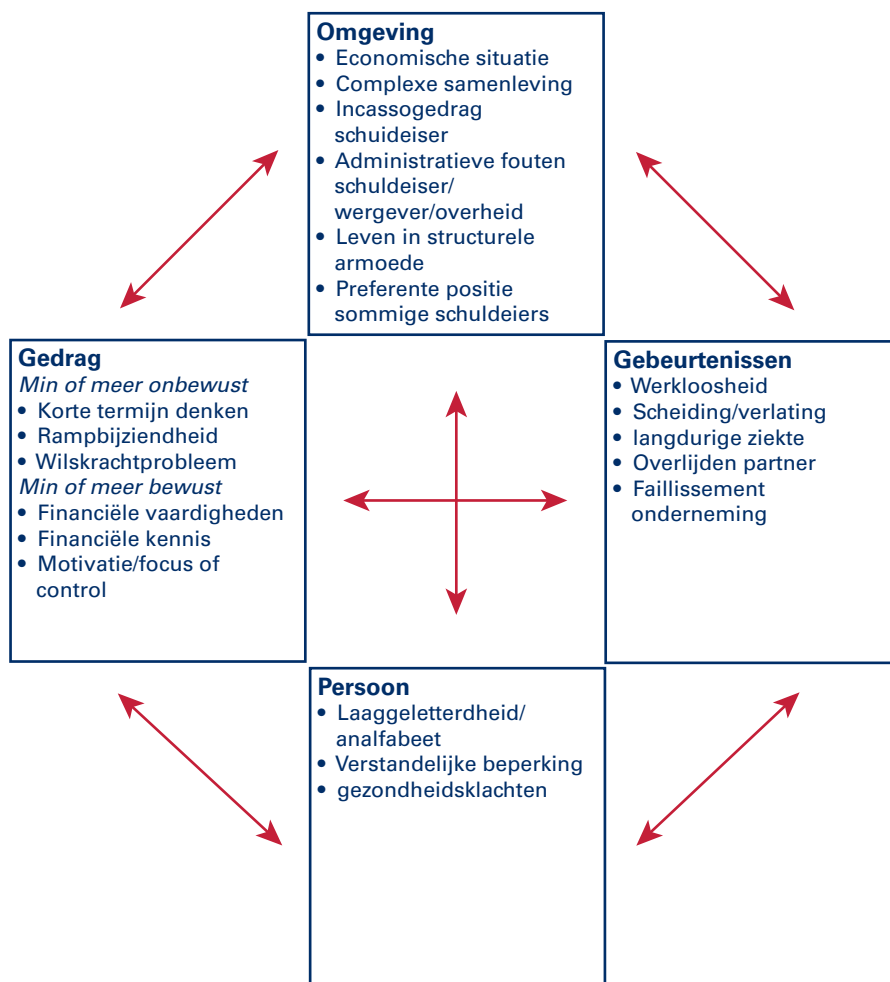 Omgeving
• Economische situatie
• Complexe samenleving
• Incassogedrag
schuideiser
• Administratieve fouten
schuldeiser/
wergever/overheid
• Leven in structurele
armoede
• Preferente positie
sommige schuldeiers
Gedrag
Min of meer onbewust
• Korte termijn denken
• Rampbijziendheid
• Wilskrachtprobleem
Min of meer bewust
• Financiële vaardigheden
• Financiële kennis
• Motivatie/focus of
control
Gebeurtenissen
• Werkloosheid
• Scheiding/verlating
• langdurige ziekte
• Overlijden partner
• Faillissement
onderneming
Persoon
• Laaggeletterdheid/
analfabeet
• Verstandelijke beperking
• gezondheidsklachten